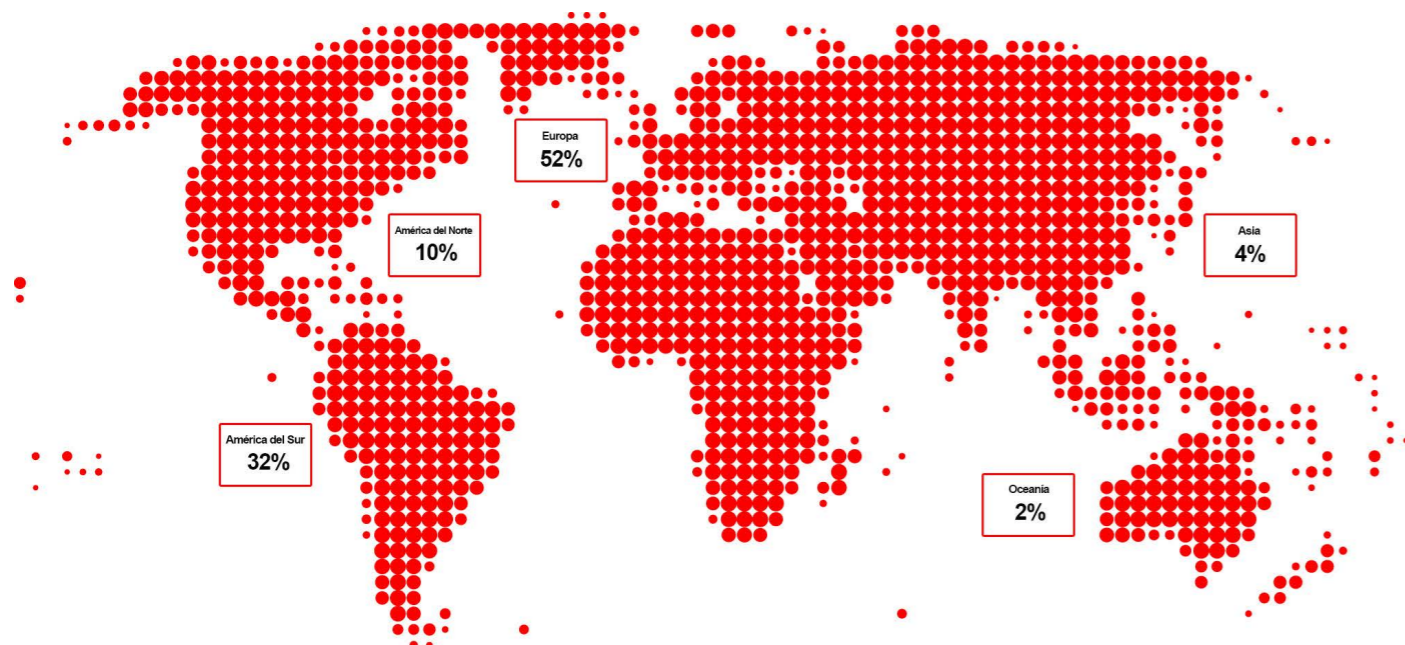 Europa
52%
América del Norte
10%
Asia
4%
América del Sur
32%
Oceanía
2%